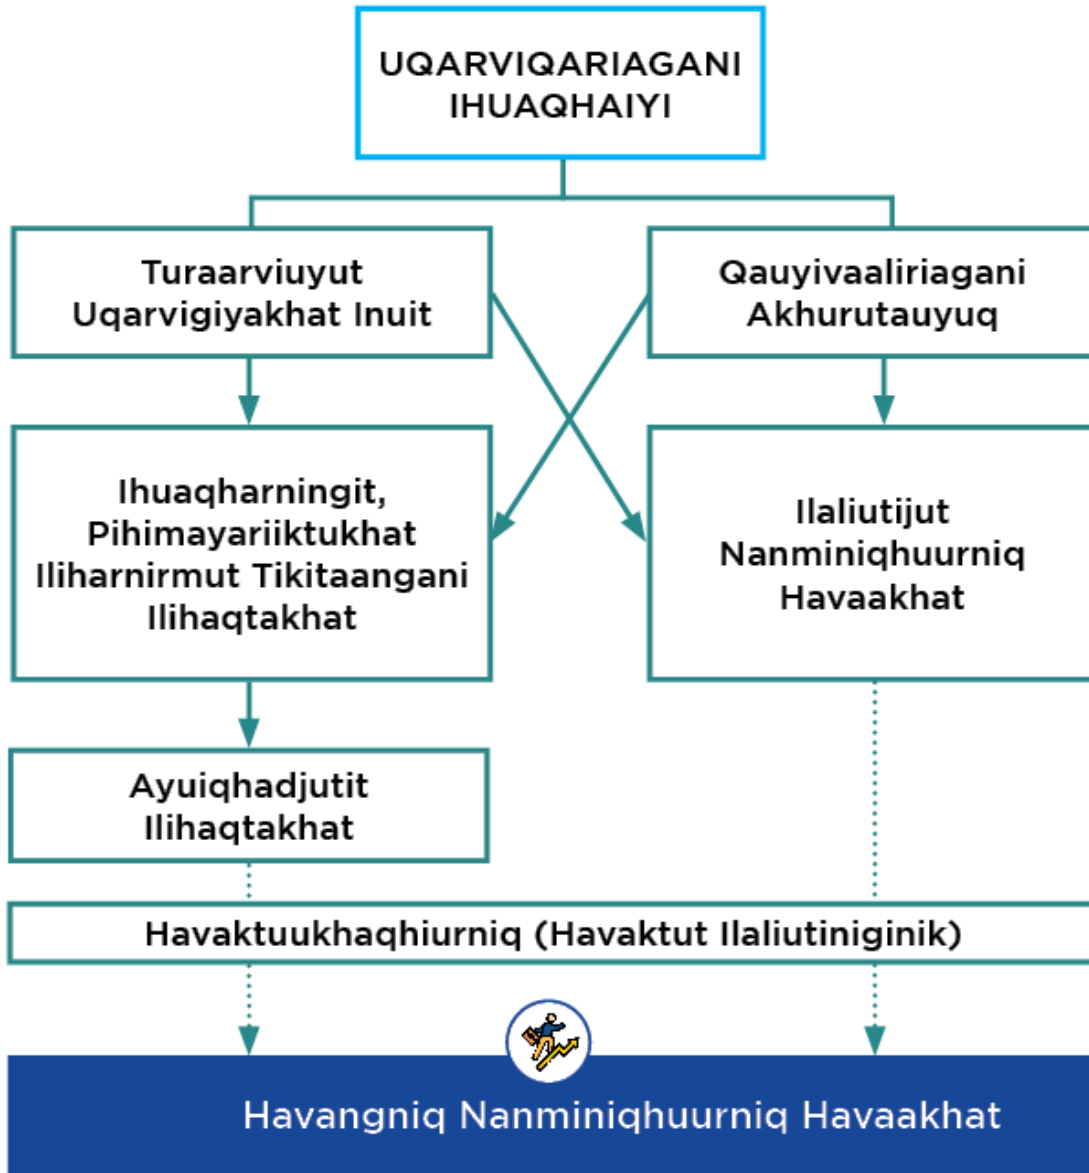 UQARVIQARIAGANI
IHUAQHAIYI
Turaarviuyut
Uqarvigiyakhat Inuit
Qauyivaaliriagani
Akhurutauyuq
Ihuaqharningit,
Pihimayariiktukhat
Iliharnirmut Tikitaangani
Ilihaqtakhat
Ilaliutijut
Nanminiqhuurniq
Havaakhat
Ayuiqhadjutit
Ilihaqtakhat
Havaktuukhaqhiurniq (Havaktut Ilaliutiniginik)
Havangniq Nanminiqhuurniq Havaakhat